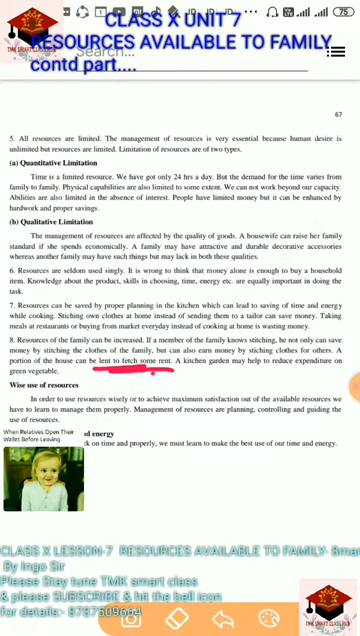 CLASS X UNIT 7
RESOURCES AVAILABLE TO FAMILY
contd part....
Search...
75
67
5. All resources are limited. The management of resources is very essential because human desire is
unlimited but resources are limited. Limitation of resources are of two types.
(a) Quantitative Limitation
Time is a limited resource. We have got only 24 hrs a day. But the demand for the time varies from
family to family. Physical capabilities are also limited to some extent. We can not work beyond our capacity.
Abilities are also limited in the absence of interest. People have limited money but it can be enhanced by
hardwork and proper savings.
(b) Qualitative Limitation
The management of resources are affected by the quality of goods. A housewife can raise her family
standard if she spends economically. A family may have attractive and durable decorative accessories
whereas another family may have such things but may lack in both these qualities.
6. Resources are seldom used singly. It is wrong to think that money alone is enough to buy a household
item. Knowledge about the product, skills in choosing, time, energy etc. are equally important in doing the
task.
7. Resources can be saved by proper planning in the kitchen which can lead to saving of time and energy
while cooking. Stiching own clothes at home instead of sending them to a tailor can save money. Taking
meals at restaurants or buying from market everyday instead of cooking at home is wasting money.
8. Resources of the family can be increased. If a member of the family knows stiching, he not only can save
money by stitching the clothes of the family, but can also earn money by stiching clothes for others. A
portion of the house can be lent to fetch some rent. A kitchen garden may help to reduce expenditure on
green vegetable.
Wise use of resources
In order to use resources wisely or to achieve maximum satisfaction out of the available resources
we have to learn to manage them properly. Management of resources are planning, controlling and guiding the
use of resources.
nd energy
rk on time and properly, we must learn to make the best use of our time and energy.
When Relatives Open Their
Wallet Before Leaving
CLASS X LESSON-7 RESOURCES AVAILABLE TO FAMILY- 8mar
By Ingo Sir
Please Stay tune TMK smart class
& please SUBSCRIBE & hit the bell icon
for details:- 8787509664